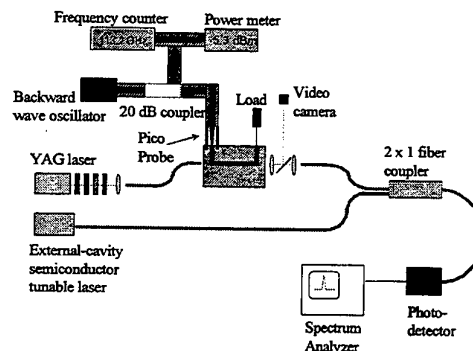 Frequency counter
Power meter
Backward
wave oscillator
20 dB coupler
Load
Video
camera
Pico
Probe
YAG laser
2 x 1 fiber
coupler
External-cavity
semiconductor
tunable laser
Spectrum
Analyzer
Photo-
detector